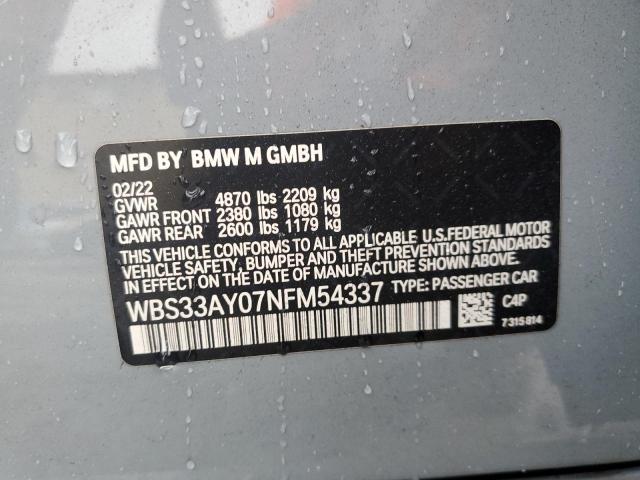 MFD BY BMW M GMBH
02/22
GVWR 4870 lbs 2209 kg
GAWR FRONT 2380 lbs 1080 kg
GAWR REAR 2600 lbs 1179 kg
THIS VEHICLE CONFORMS TO ALL APPLICABLE U.S.FEDERAL MOTOR
VEHICLE SAFETY, BUMPER AND THEFT PREVENTION STANDARDS
IN EFFECT ON THE DATE OF MANUFACTURE SHOWN ABOVE.
WBS33AY07NFM54337 TYPE: PASSENGER CAR
C4P
7315814